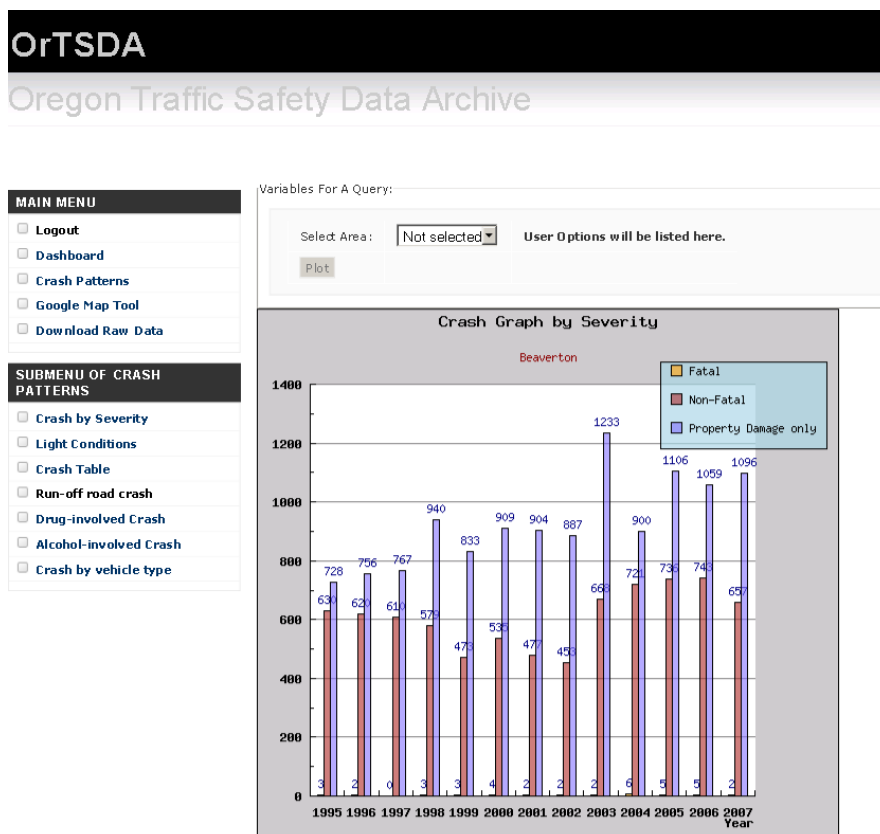 OrTSDA
Oregon Traffic Safety Data Archive
MAIN MENU
Logout
Dashboard
Crash Patterns
Google Map Tool
Download Raw Data
SUBMENU OF CRASH
PATTERNS
Crash by Severity
Light Conditions
Crash Table
Run-off road crash
Drug-involved Crash
Alcohol-involved Crash
Crash by vehicle type
Variables For A Query:
Select Area: Not selected User Options will be listed here.
Plot
Crash Graph by Severity
Beaverton
Fatal
Non-Fatal
Property Damage only
1400
1200
1000
800
600
400
200
0
728 756 767 940 833 909 904 887 1233 900 1106 1059 1096
630 620 610 579 473 535 477 453 668 721 736 743 657
3 2 0 3 3 4 2 2 2 6 5 5 2
1995 1996 1997 1998 1999 2000 2001 2002 2003 2004 2005 2006 2007
Year